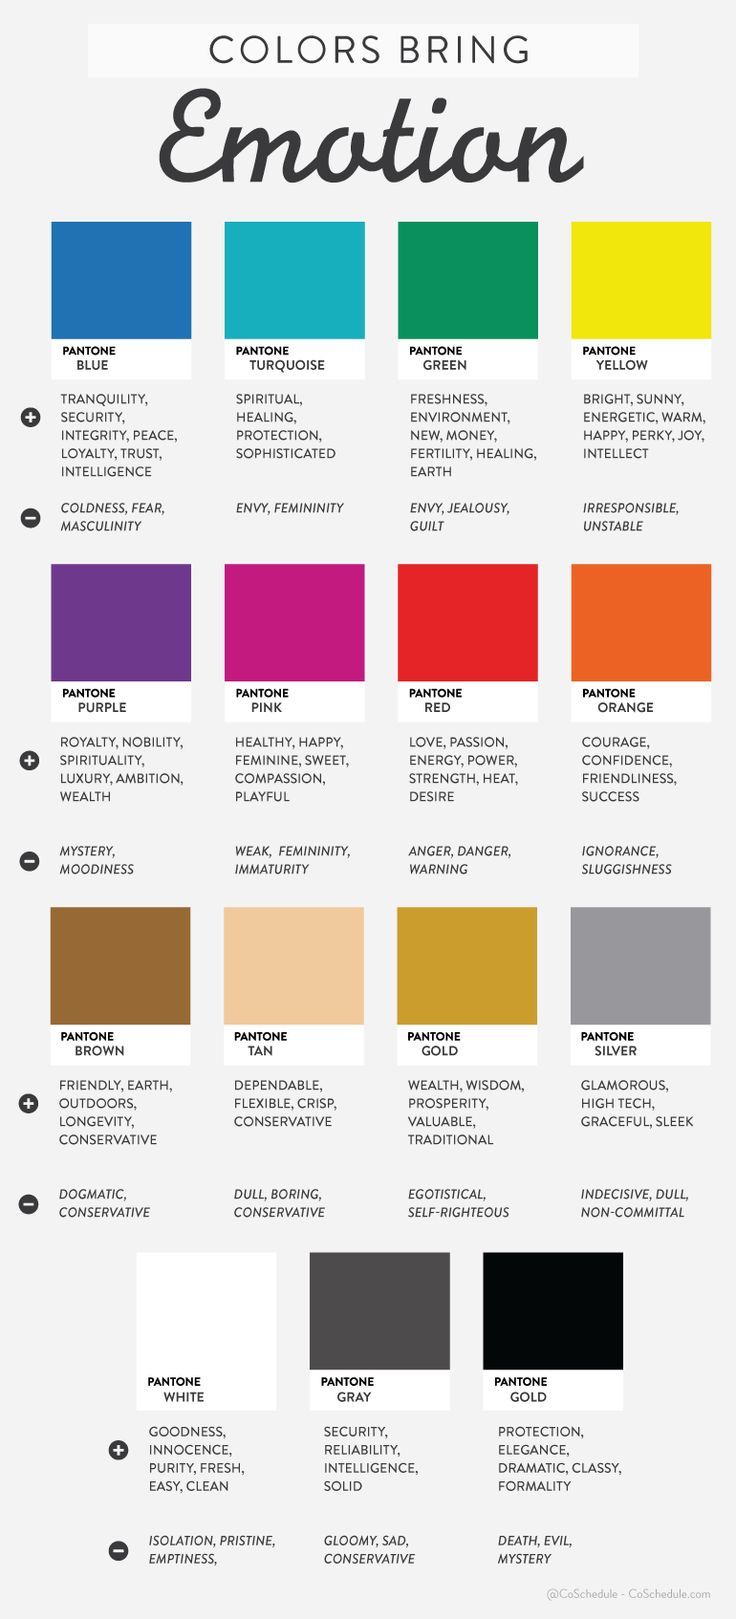 COLORS BRING
Emotion
PANTONE
BLUE
PANTONE
TURQUOISE
PANTONE
GREEN
PANTONE
YELLOW
TRANQUILITY,
SECURITY,
INTEGRITY, PEACE,
LOYALTY, TRUST,
INTELLIGENCE
SPIRITUAL,
HEALING,
PROTECTION,
SOPHISTICATED
FRESHNESS,
ENVIRONMENT,
NEW, MONEY,
FERTILITY, HEALING,
EARTH
BRIGHT, SUNNY,
ENERGETIC, WARM,
HAPPY, PERKY, JOY,
INTELLECT
COLDNESS, FEAR,
MASCULINITY
ENVY, FEMININITY
ENVY, JEALOUSY,
GUILT
IRRESPONSIBLE,
UNSTABLE
PANTONE
PURPLE
PANTONE
PINK
PANTONE
RED
PANTONE
ORANGE
ROYALTY, NOBILITY,
SPIRITUALITY,
LUXURY, AMBITION,
WEALTH
HEALTHY, HAPPY,
FEMININE, SWEET,
COMPASSION,
PLAYFUL
LOVE, PASSION,
ENERGY, POWER,
STRENGTH, HEAT,
DESIRE
COURAGE,
CONFIDENCE,
FRIENDLINESS,
SUCCESS
MYSTERY,
MOODINESS
WEAK, FEMININITY,
IMMATURITY
ANGER, DANGER,
WARNING
IGNORANCE,
SLUGGISHNESS
PANTONE
BROWN
PANTONE
TAN
PANTONE
GOLD
PANTONE
SILVER
FRIENDLY, EARTH,
OUTDOORS,
LONGEVITY,
CONSERVATIVE
DEPENDABLE,
FLEXIBLE, CRISP,
CONSERVATIVE
WEALTH, WISDOM,
PROSPERITY,
VALUABLE,
TRADITIONAL
GLAMOROUS,
HIGH TECH,
GRACEFUL, SLEEK
DOGMATIC,
CONSERVATIVE
DULL, BORING,
CONSERVATIVE
EGOTISTICAL,
SELF-RIGHTEOUS
INDECISIVE, DULL,
NON-COMMITTAL
PANTONE
WHITE
PANTONE
GRAY
PANTONE
GOLD
GOODNESS,
INNOCENCE,
PURITY, FRESH,
EASY, CLEAN
SECURITY,
RELIABILITY,
INTELLIGENCE,
SOLID
PROTECTION,
ELEGANCE,
DRAMATIC, CLASSY,
FORMALITY
ISOLATION, PRISTINE,
EMPTINESS,
GLOOMY, SAD,
CONSERVATIVE
DEATH, EVIL,
MYSTERY
@CoSchedule - CoSchedule.com